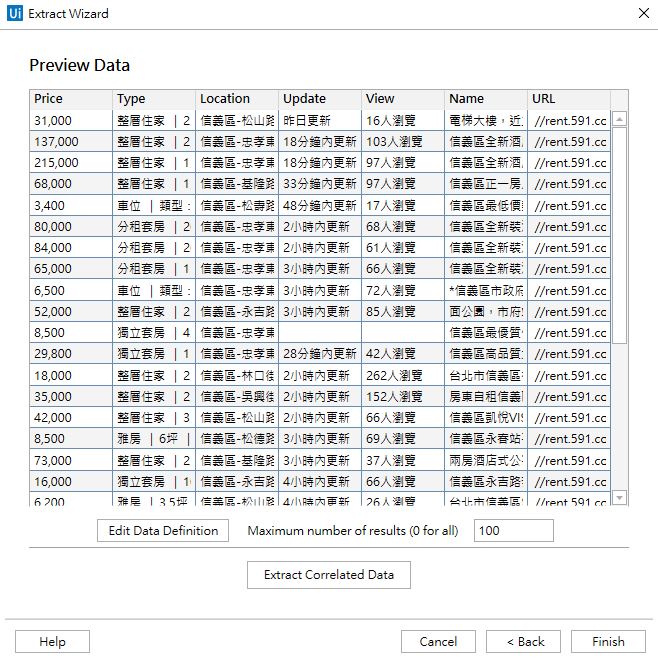 Ui Extract Wizard
Preview Data
Price Type Location Update View Name URL
31,000 整層住家 | 2 信義區-松山路 昨日更新 16人瀏覽 電梯大樓，近 //rent.591.cc
137,000 整層住家 | 2 信義區-忠孝東 18分鐘內更新 103人瀏覽 信義區全新酒 //rent.591.cc
215,000 整層住家 | 1 信義區-忠孝東 18分鐘內更新 97人瀏覽 信義區全新酒 //rent.591.cc
68,000 整層住家 | 1 信義區-基隆路 33分鐘內更新 97人瀏覽 信義區正一房 //rent.591.cc
3,400 車位 | 類型 : 信義區-松壽路 48分鐘內更新 17人瀏覽 信義區最低價 //rent.591.cc
80,000 分租套房 | 2 信義區-忠孝東 2小時內更新 68人瀏覽 信義區全新裝 //rent.591.cc
84,000 分租套房 | 2 信義區-忠孝東 2小時內更新 61人瀏覽 信義區全新裝 //rent.591.cc
65,000 分租套房 | 1 信義區-忠孝東 3小時內更新 66人瀏覽 信義區全新裝 //rent.591.cc
6,500 車位 | 類型 : 信義區-忠孝東 3小時內更新 72人瀏覽 *信義區市政府 //rent.591.cc
52,000 整層住家 | 2 信義區-永吉路 3小時內更新 85人瀏覽 面公園，市府 //rent.591.cc
8,500 獨立套房 | 4 信義區-忠孝東 信義區最優質 //rent.591.cc
29,800 獨立套房 | 1 信義區-忠孝東 28分鐘內更新 42人瀏覽 信義區高品質 //rent.591.cc
18,000 整層住家 | 2 信義區-林口街 2小時內更新 262人瀏覽 台北市信義區 //rent.591.cc
35,000 整層住家 | 2 信義區-吳興街 2小時內更新 152人瀏覽 房東自租信義 //rent.591.cc
42,000 整層住家 | 3 信義區-松山路 2小時內更新 66人瀏覽 信義區凱悅VI //rent.591.cc
8,500 雅房 | 6坪 | 信義區-松德路 3小時內更新 69人瀏覽 信義區永春站 //rent.591.cc
73,000 整層住家 | 2 信義區-基隆路 3小時內更新 37人瀏覽 兩房酒店式公 //rent.591.cc
16,000 獨立套房 | 1 信義區-永吉路 4小時內更新 66人瀏覽 信義區永吉路 //rent.591.cc
6,200 雅房 | 3.5坪 信義區-松山路 4小時內更新 26人瀏覽 台北市信義區 //rent.591.cc
Edit Data Definition Maximum number of results (0 for all) 100
Extract Correlated Data
Help Cancel < Back Finish